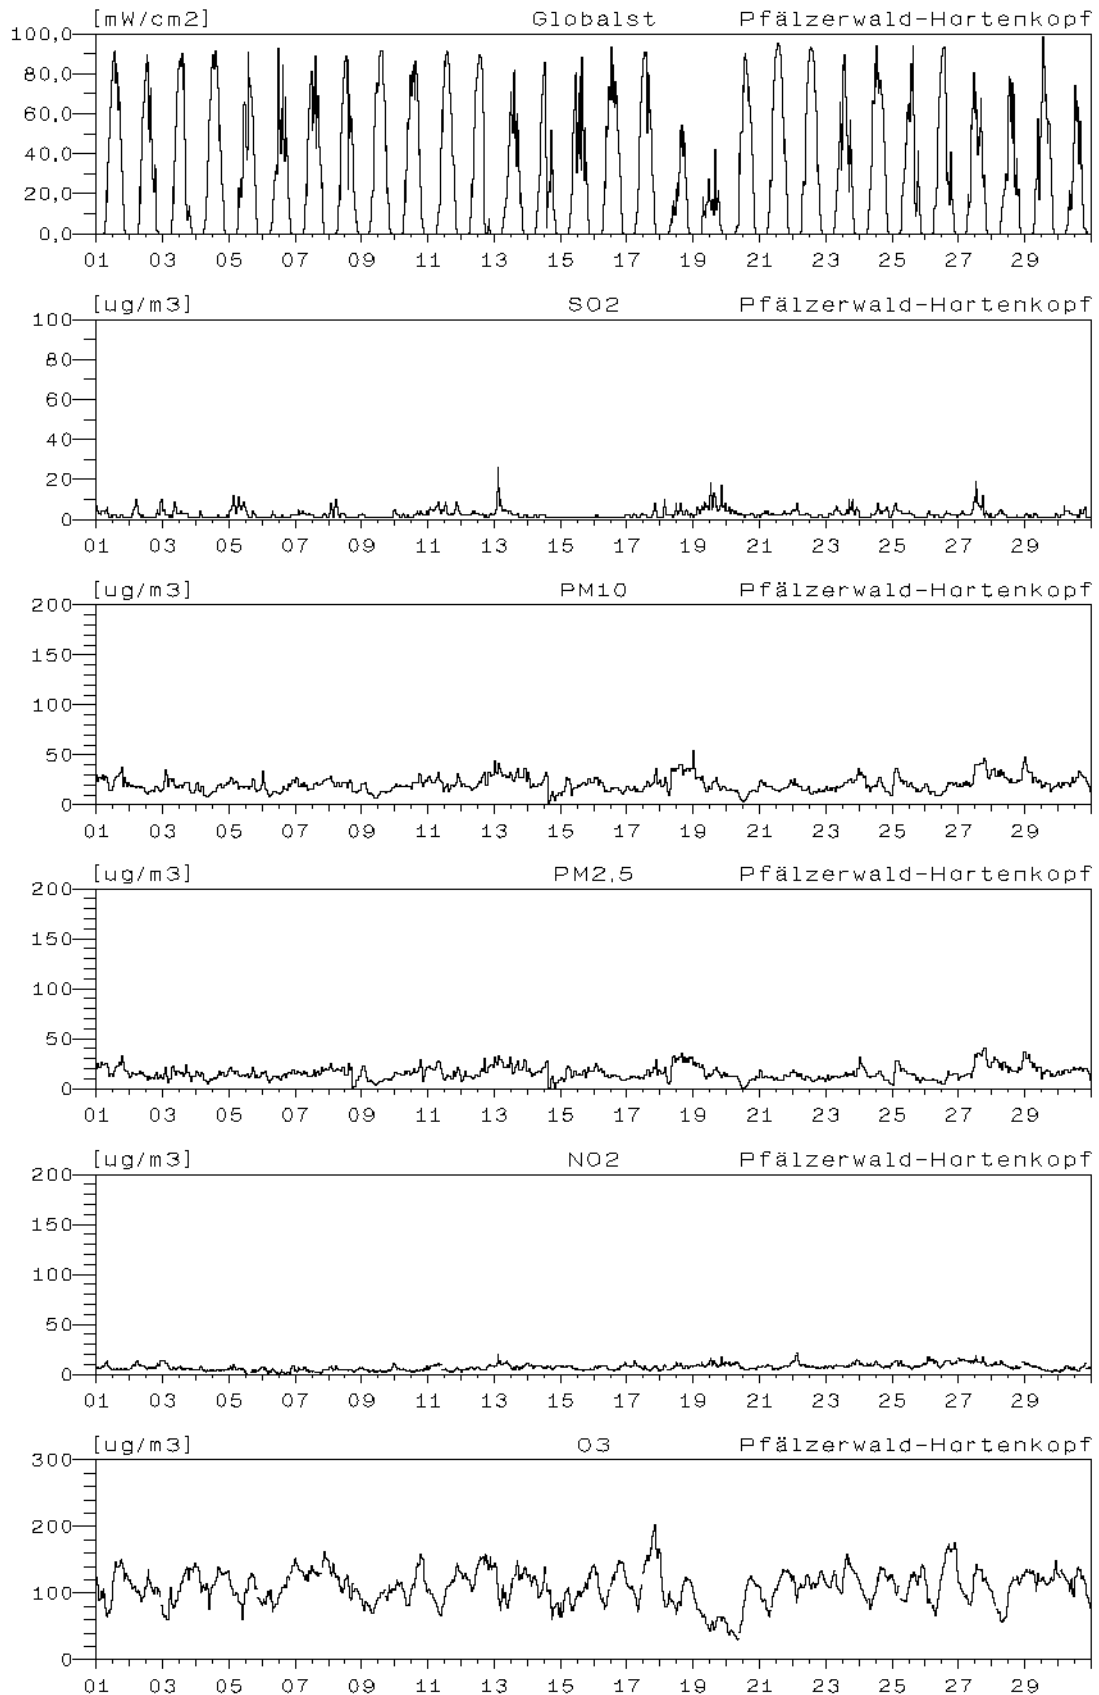 [mW/cm2] Globalst Pfälzerwald-Hortenkopf
100,0
80,0
60,0
40,0
20,0
0,0
01 03 05 07 09 11 13 15 17 19 21 23 25 27 29
[ug/m3] SO2 Pfälzerwald-Hortenkopf
100
80
60
40
20
0
01 03 05 07 09 11 13 15 17 19 21 23 25 27 29
[ug/m3] PM10 Pfälzerwald-Hortenkopf
200
150
100
50
0
01 03 05 07 09 11 13 15 17 19 21 23 25 27 29
[ug/m3] PM2,5 Pfälzerwald-Hortenkopf
200
150
100
50
0
01 03 05 07 09 11 13 15 17 19 21 23 25 27 29
[ug/m3] NO2 Pfälzerwald-Hortenkopf
200
150
100
50
0
01 03 05 07 09 11 13 15 17 19 21 23 25 27 29
[ug/m3] O3 Pfälzerwald-Hortenkopf
300
200
100
0
01 03 05 07 09 11 13 15 17 19 21 23 25 27 29